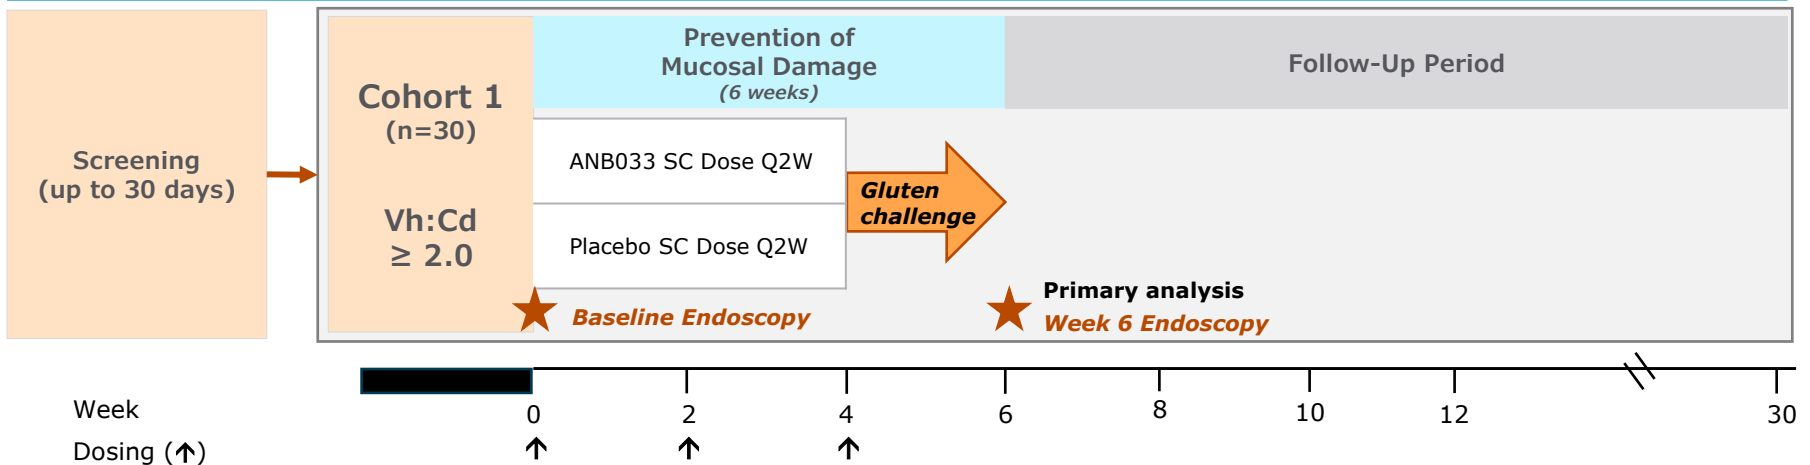 Screening
(up to 30 days)
Cohort 1
(n=30)
Vh:Cd
≥ 2.0
Prevention of
Mucosal Damage
(6 weeks)
Follow-Up Period
ANB033 SC Dose Q2W
Placebo SC Dose Q2W
Gluten
challenge
Baseline Endoscopy
Primary analysis
Week 6 Endoscopy
Week 0 2 4 6 8 10 12 30
Dosing (↑) ↑ ↑ ↑